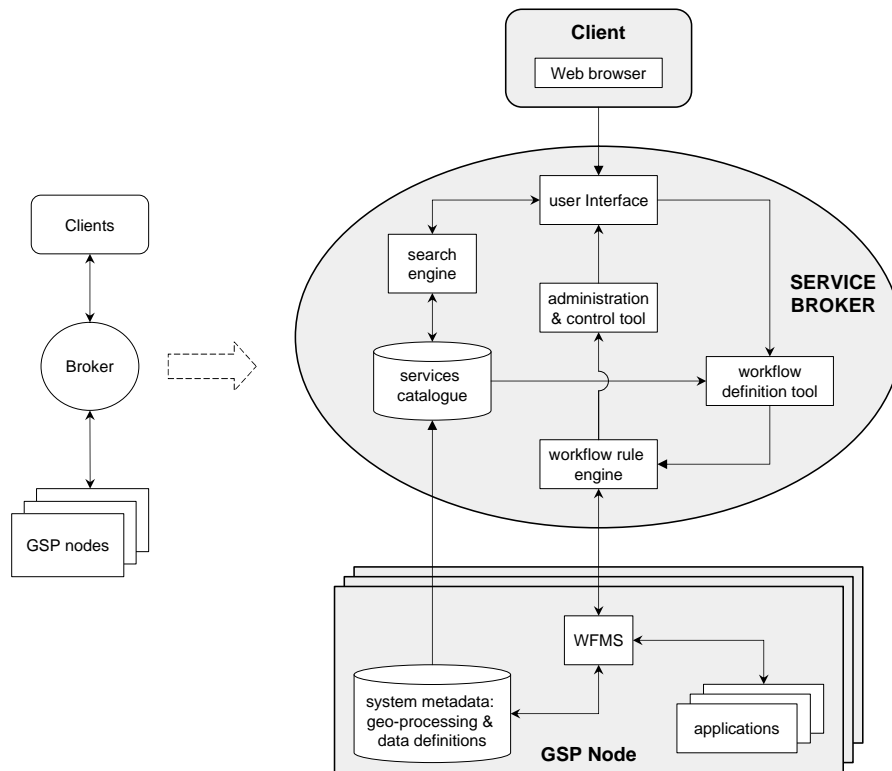 Clients
Broker
GSP nodes
Client
Web browser
user Interface
search
engine
administration
& control tool
SERVICE
BROKER
services
catalogue
workflow
definition tool
workflow rule
engine
WFMS
system metadata:
geo-processing &
data definitions
applications
GSP Node